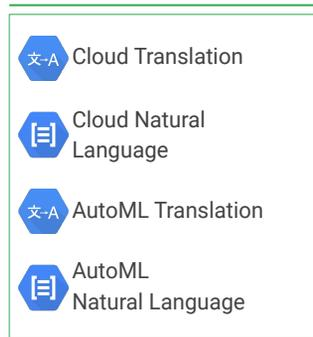 文→A Cloud Translation
Cloud Natural
Language
文→A AutoML Translation
AutoML
Natural Language